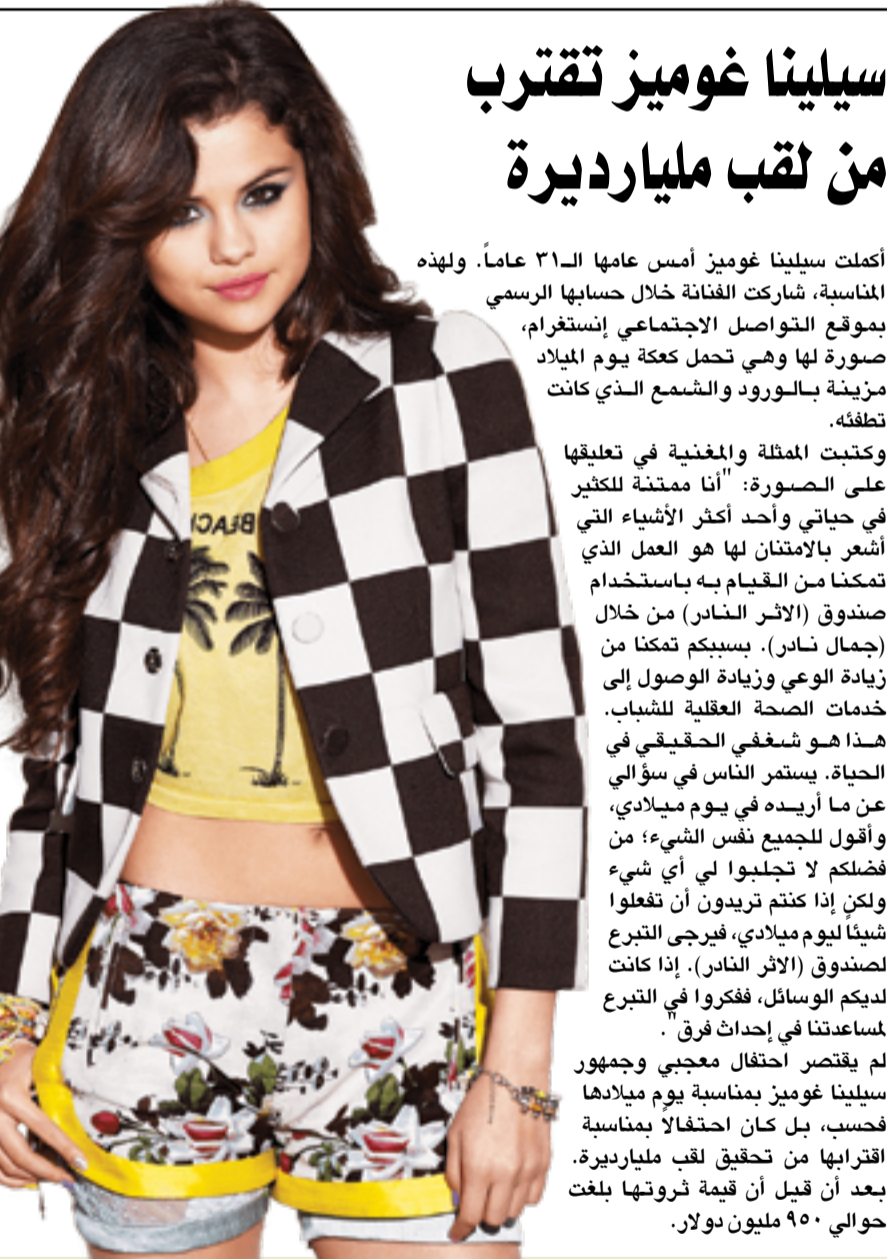 سيلينا غوميز تقترب
من لقب مليارديرة
أكملت سيلينا غوميز أمس عامها الـ٣١ عاماً. ولهذه
المناسبة، شاركت الفنانة خلال حسابها الرسمي
بموقع التواصل الاجتماعي إنستغرام،
صورة لها وهي تحمل كعكة يوم الميلاد
مزينة بالورود والشمع الذي كانت
تطفئه.
وكتبت الممثلة والمغنية في تعليقها
على الصورة: "أنا ممتنة للكثير
في حياتي وأحد أكثر الأشياء التي
أشعر بالامتنان لها هو العمل الذي
تمكنا من القيام به باستخدام
صندوق (الاثر النادر) من خلال
(جمال نادر). بسببكم تمكنا من
زيادة الوعي وزيادة الوصول إلى
خدمات الصحة العقلية للشباب.
هذا هو شغفي الحقيقي في
الحياة. يستمر الناس في سؤالي
عن ما أريده في يوم ميلادي،
وأقول للجميع نفس الشيء؛ من
فضلكم لا تجلبوا لي أي شيء
ولكن إذا كنتم تريدون أن تفعلوا
شيئاً ليوم ميلادي، فيرجى التبرع
لصندوق (الاثر النادر). إذا كانت
لديكم الوسائل، ففكروا في التبرع
لمساعدتنا في إحداث فرق".
لم يقتصر احتفال معجبي وجمهور
سيلينا غوميز بمناسبة يوم ميلادها
فحسب، بل كان احتفالاً بمناسبة
اقترابها من تحقيق لقب مليارديرة.
بعد أن قيل أن قيمة ثروتها بلغت
حوالي ٩٥٠ مليون دولار.
BEACH